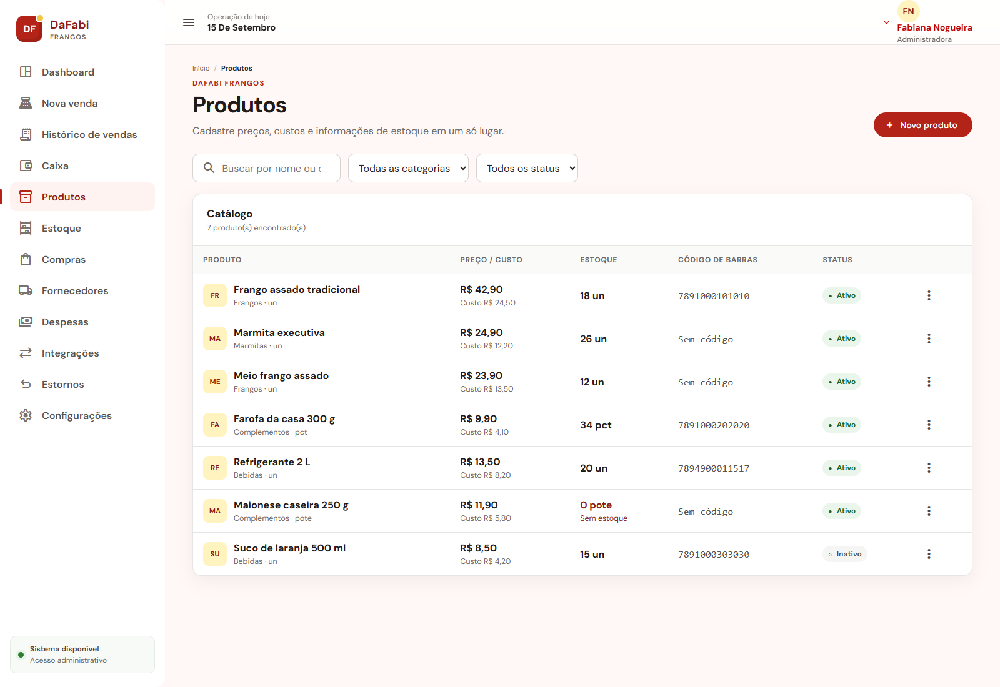 DF
DaFabi
FRANGOS
Dashboard
Nova venda
Histórico de vendas
Caixa
Produtos
Estoque
Compras
Fornecedores
Despesas
Integrações
Estornos
Configurações
Sistema disponível
Acesso administrativo
Operação de hoje
15 De Setembro
FN
Fabiana Nogueira
Administradora
Início / Produtos
DAFABI FRANGOS
Produtos
Cadastre preços, custos e informações de estoque em um só lugar.
+ Novo produto
Buscar por nome ou c
Todas as categorias
Todos os status
Catálogo
7 produto(s) encontrado(s)
PRODUTO PREÇO / CUSTO ESTOQUE CÓDIGO DE BARRAS STATUS
FR Frango assado tradicional R$ 42,90 18 un 7891000101010 Ativo
Frangos · un Custo R$ 24,50
MA Marmita executiva R$ 24,90 26 un Sem código Ativo
Marmitas · un Custo R$ 12,20
ME Meio frango assado R$ 23,90 12 un Sem código Ativo
Frangos · un Custo R$ 13,50
FA Farofa da casa 300 g R$ 9,90 34 pct 7891000202020 Ativo
Complementos · pct Custo R$ 4,10
RE Refrigerante 2 L R$ 13,50 20 un 7894900011517 Ativo
Bebidas · un Custo R$ 8,20
MA Maionese caseira 250 g R$ 11,90 0 pote Sem código Ativo
Complementos · pote Custo R$ 5,80 Sem estoque
SU Suco de laranja 500 ml R$ 8,50 15 un 7891000303030 Inativo
Bebidas · un Custo R$ 4,20